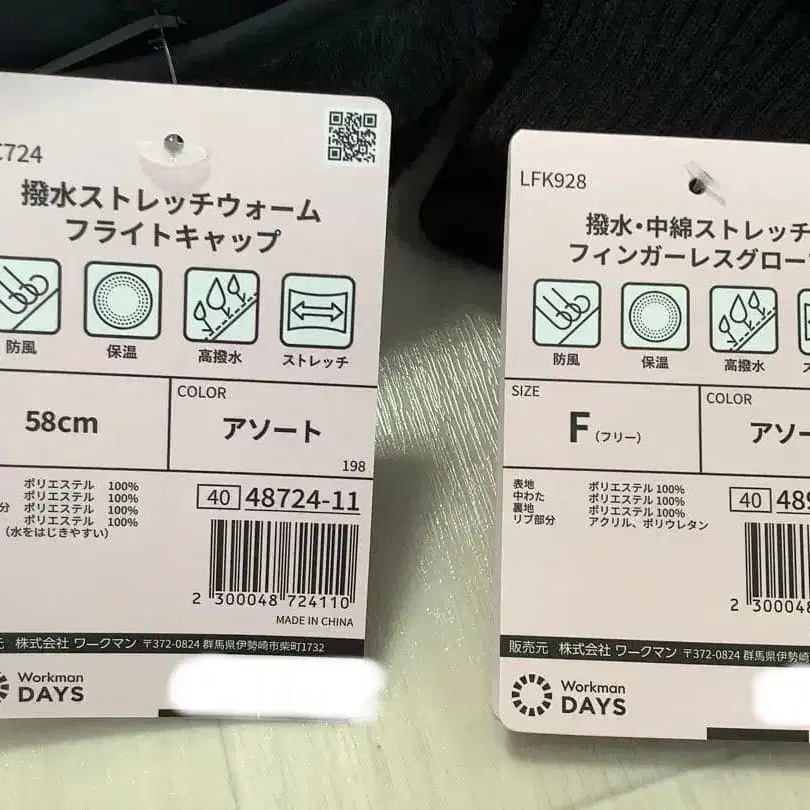 724
撥水ストレッチウォーム
フライトキャップ
防風 保温 高撥水 ストレッチ
58cm
COLOR
アソート
198
ポリエステル 100%
ポリエステル 100%
分 ポリエステル 100%
ポリエステル 100%
(水をはじきやすい)
40 48724-11
2 300048 724110
MADE IN CHINA
元 株式会社 ワークマン 〒372-0824 群馬県伊勢崎市柴町1732
Workman
DAYS
LFK928
撥水・中綿ストレッチ
フィンガーレスグロー
防風 保温 高撥水
SIZE
F (フリー)
COLOR
アソー
表地 ポリエステル 100%
中わた ポリエステル 100%
裏地 ポリエステル 100%
リブ部分 アクリル、ポリウレタン
40 489
2 300048
販売元 株式会社 ワークマン 〒372-0824 群馬県伊勢崎
Workman
DAYS